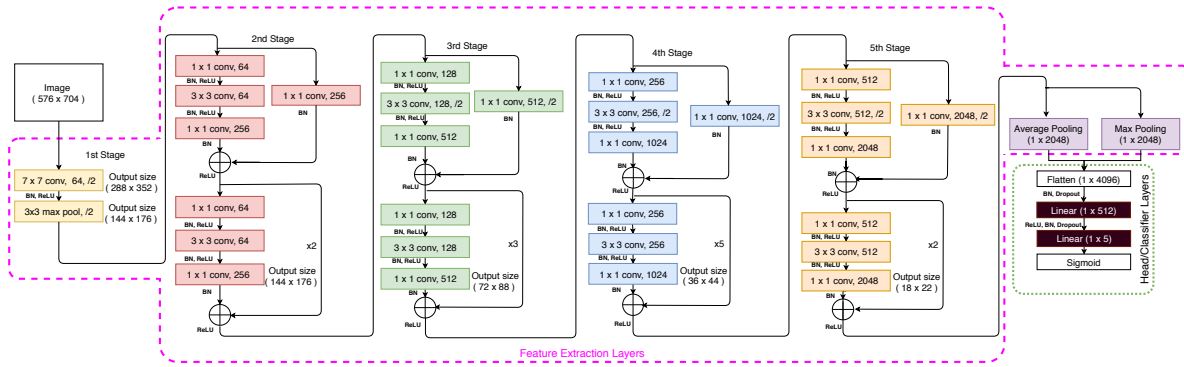 Image
( 576 x 704 )
1st Stage
7 x 7 conv, 64, /2
Output size
( 288 x 352 )
BN, ReLU
3x3 max pool, /2
Output size
( 144 x 176 )
2nd Stage
1 x 1 conv, 64
BN, ReLU
3 x 3 conv, 64
BN, ReLU
1 x 1 conv, 256
BN
ReLU
1 x 1 conv, 256
BN
1 x 1 conv, 64
BN, ReLU
3 x 3 conv, 64
BN, ReLU
1 x 1 conv, 256
BN
ReLU
x2
Output size
( 144 x 176 )
3rd Stage
1 x 1 conv, 128
BN, ReLU
3 x 3 conv, 128, /2
BN, ReLU
1 x 1 conv, 512
BN
ReLU
1 x 1 conv, 512, /2
BN
1 x 1 conv, 128
BN, ReLU
3 x 3 conv, 128
BN, ReLU
1 x 1 conv, 512
BN
ReLU
x3
Output size
( 72 x 88 )
4th Stage
1 x 1 conv, 256
BN, ReLU
3 x 3 conv, 256, /2
BN, ReLU
1 x 1 conv, 1024
BN
ReLU
1 x 1 conv, 1024, /2
BN
1 x 1 conv, 256
BN, ReLU
3 x 3 conv, 256
BN, ReLU
1 x 1 conv, 1024
BN
ReLU
x5
Output size
( 36 x 44 )
5th Stage
1 x 1 conv, 512
BN, ReLU
3 x 3 conv, 512, /2
BN, ReLU
1 x 1 conv, 2048
BN
ReLU
1 x 1 conv, 2048, /2
BN
1 x 1 conv, 512
BN, ReLU
3 x 3 conv, 512
BN, ReLU
1 x 1 conv, 2048
BN
ReLU
x2
Output size
( 18 x 22 )
Feature Extraction Layers
Average Pooling
(1 x 2048)
Max Pooling
(1 x 2048)
Flatten (1 x 4096)
BN, Dropout
Linear (1 x 512)
ReLU, BN, Dropout
Linear (1 x 5)
Sigmoid
Head/Classifier Layers